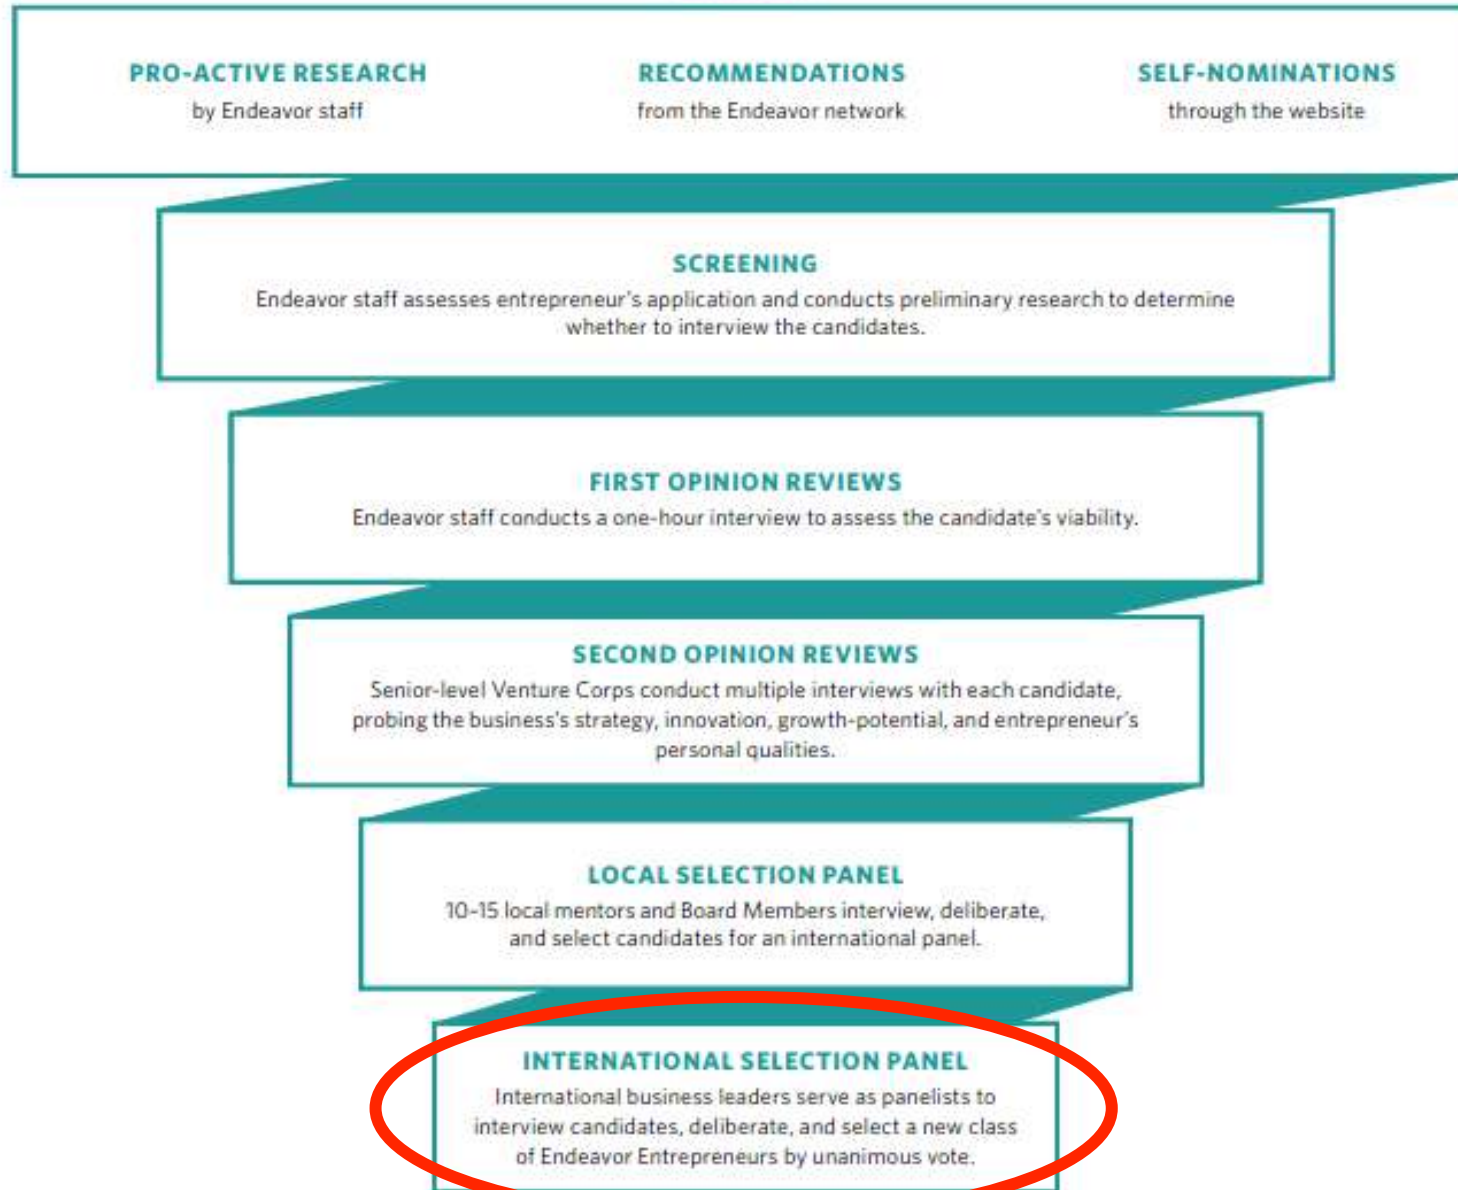 PRO-ACTIVE RESEARCH
by Endeavor staff
RECOMMENDATIONS
from the Endeavor network
SELF-NOMINATIONS
through the website
SCREENING
Endeavor staff assesses entrepreneur's application and conducts preliminary research to determine
whether to interview the candidates.
FIRST OPINION REVIEWS
Endeavor staff conducts a one-hour interview to assess the candidate's viability.
SECOND OPINION REVIEWS
Senior-level Venture Corps conduct multiple interviews with each candidate,
probing the business's strategy, innovation, growth-potential, and entrepreneur's
personal qualities.
LOCAL SELECTION PANEL
10-15 local mentors and Board Members interview, deliberate,
and select candidates for an international panel.
INTERNATIONAL SELECTION PANEL
International business leaders serve as panelists to
interview candidates, deliberate, and select a new class
of Endeavor Entrepreneurs by unanimous vote.